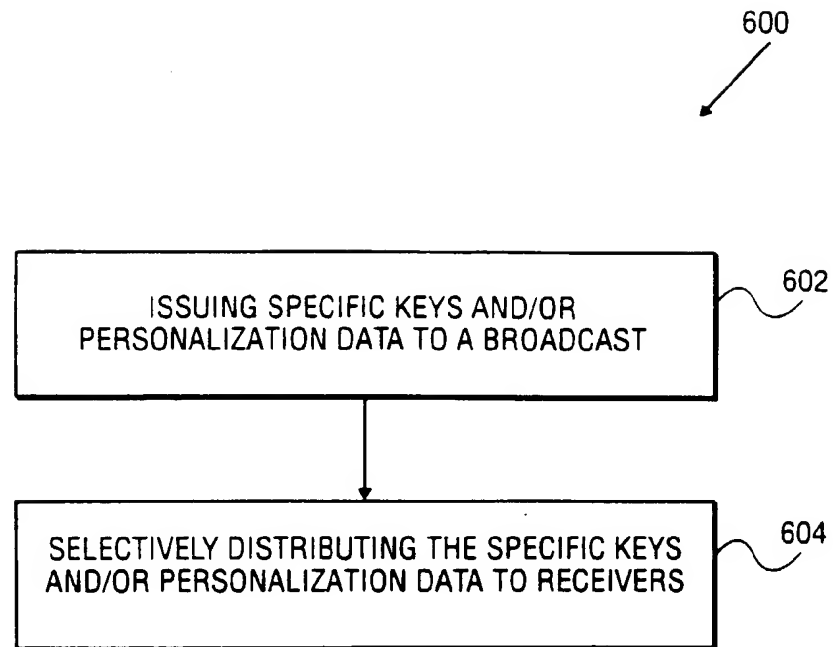 600
ISSUING SPECIFIC KEYS AND/OR
PERSONALIZATION DATA TO A BROADCAST
602
SELECTIVELY DISTRIBUTING THE SPECIFIC KEYS
AND/OR PERSONALIZATION DATA TO RECEIVERS
604